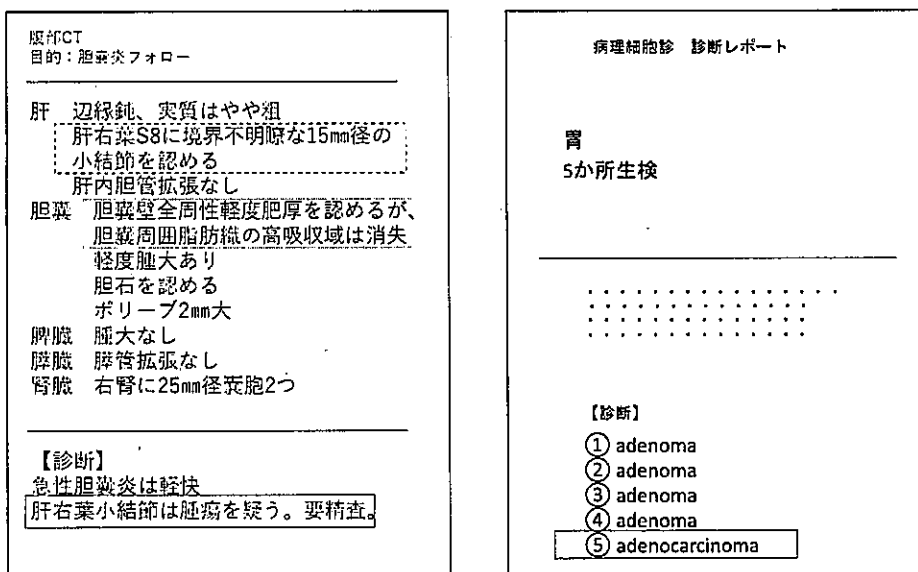 腹部CT
目的：胆嚢炎フォロー
肝　辺縁鈍、実質はやや粗
肝右葉S8に境界不明瞭な15mm径の
小結節を認める
肝内胆管拡張なし
胆嚢　胆嚢壁全周性軽度肥厚を認めるが、
胆嚢周囲脂肪織の高吸収域は消失
軽度腫大あり
胆石を認める
ポリープ2mm大
脾臓　腫大なし
膵臓　膵管拡張なし
腎臓　右腎に25mm径嚢胞2つ
【診断】
急性胆嚢炎は軽快
肝右葉小結節は腫瘍を疑う。要精査。
病理細胞診　診断レポート
胃
5か所生検
【診断】
① adenoma
② adenoma
③ adenoma
④ adenoma
⑤ adenocarcinoma